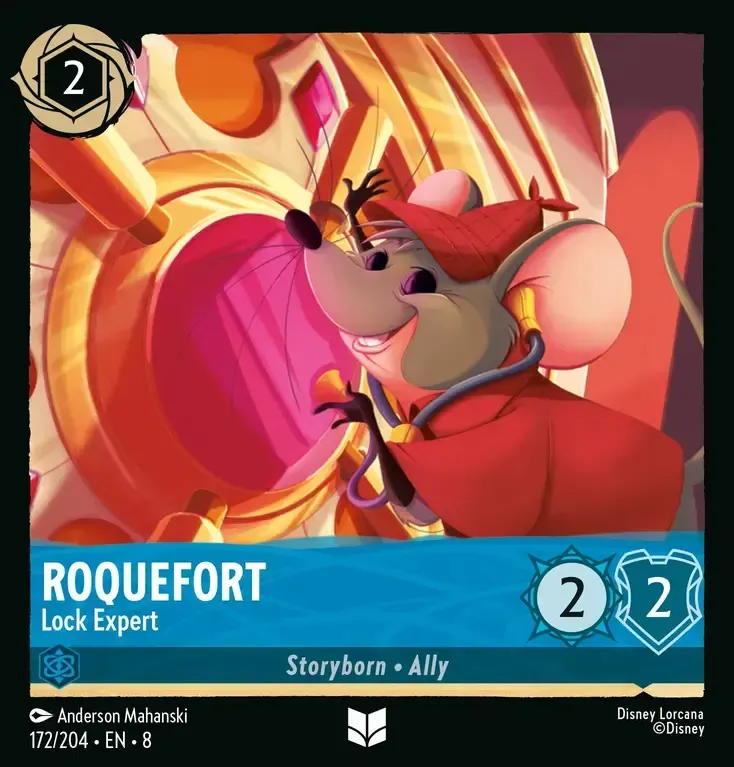 2
ROQUEFORT
Lock Expert
2 2
Storyborn • Ally
Anderson Mahanski
Disney Lorcana
172/204 • EN • 8
©Disney